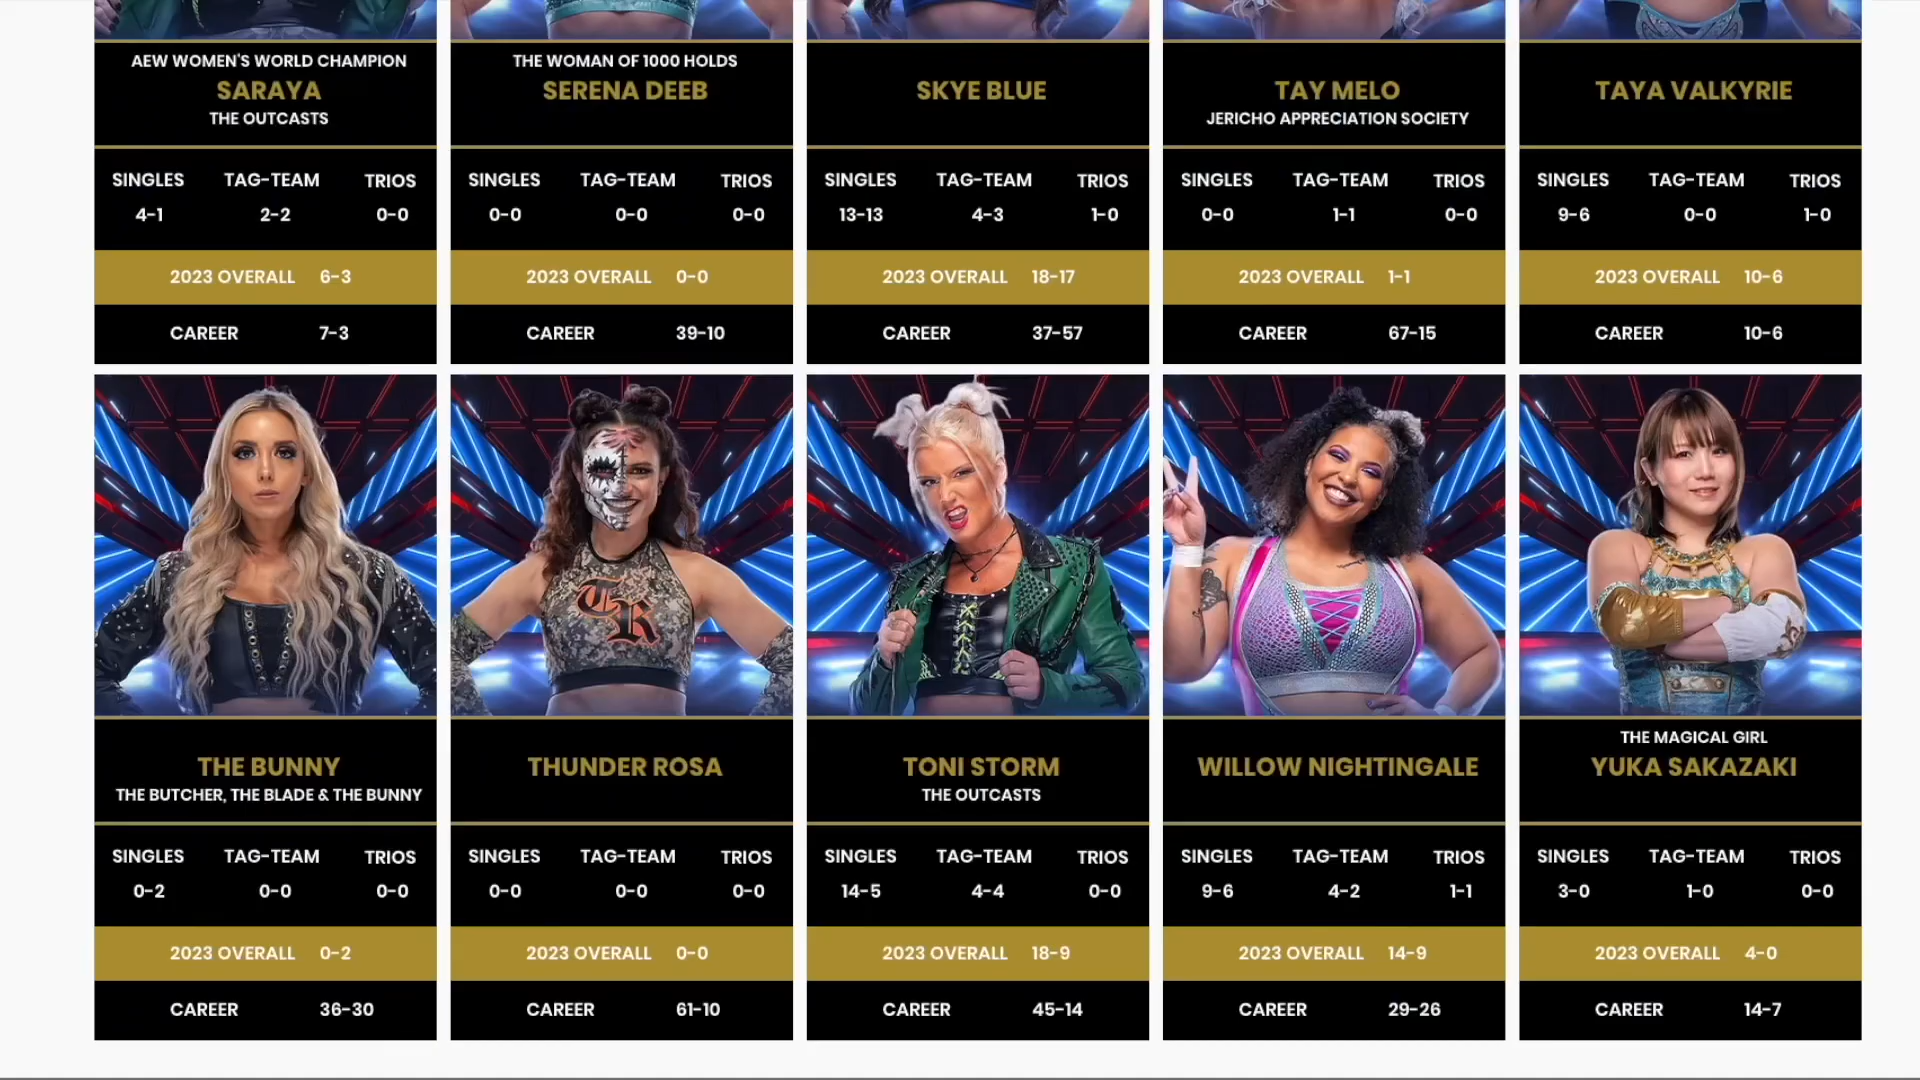 AEW WOMEN'S WORLD CHAMPION
SARAYA
THE OUTCASTS
SINGLES TAG-TEAM TRIOS
4-1 2-2 0-0
2023 OVERALL 6-3
CAREER 7-3
THE WOMAN OF 1000 HOLDS
SERENA DEEB
SINGLES TAG-TEAM TRIOS
0-0 0-0 0-0
2023 OVERALL 0-0
CAREER 39-10
SKYE BLUE
SINGLES TAG-TEAM TRIOS
13-13 4-3 1-0
2023 OVERALL 18-17
CAREER 37-57
TAY MELO
JERICHO APPRECIATION SOCIETY
SINGLES TAG-TEAM TRIOS
0-0 1-1 0-0
2023 OVERALL 1-1
CAREER 67-15
TAYA VALKYRIE
SINGLES TAG-TEAM TRIOS
9-6 0-0 1-0
2023 OVERALL 10-6
CAREER 10-6
THE BUNNY
THE BUTCHER, THE BLADE & THE BUNNY
SINGLES TAG-TEAM TRIOS
0-2 0-0 0-0
2023 OVERALL 0-2
CAREER 36-30
TR
THUNDER ROSA
SINGLES TAG-TEAM TRIOS
0-0 0-0 0-0
2023 OVERALL 0-0
CAREER 61-10
TONI STORM
THE OUTCASTS
SINGLES TAG-TEAM TRIOS
14-5 4-4 0-0
2023 OVERALL 18-9
CAREER 45-14
WILLOW NIGHTINGALE
SINGLES TAG-TEAM TRIOS
9-6 4-2 1-1
2023 OVERALL 14-9
CAREER 29-26
THE MAGICAL GIRL
YUKA SAKAZAKI
SINGLES TAG-TEAM TRIOS
3-0 1-0 0-0
2023 OVERALL 4-0
CAREER 14-7